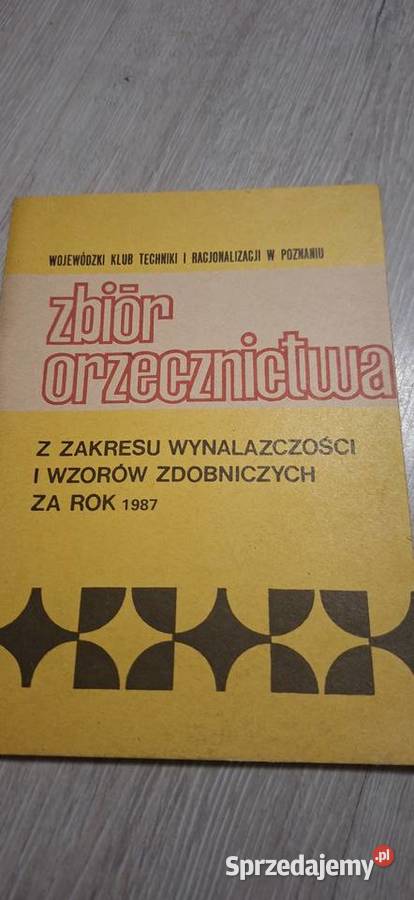 WOJEWÓDZKI KLUB TECHNIKI I RACJONALIZACJI W POZNANIU
zbiór
orzecznictwa
Z ZAKRESU WYNALAZCZOŚCI
I WZORÓW ZDOBNICZYCH
ZA ROK 1987
Sprzedajemy.pl